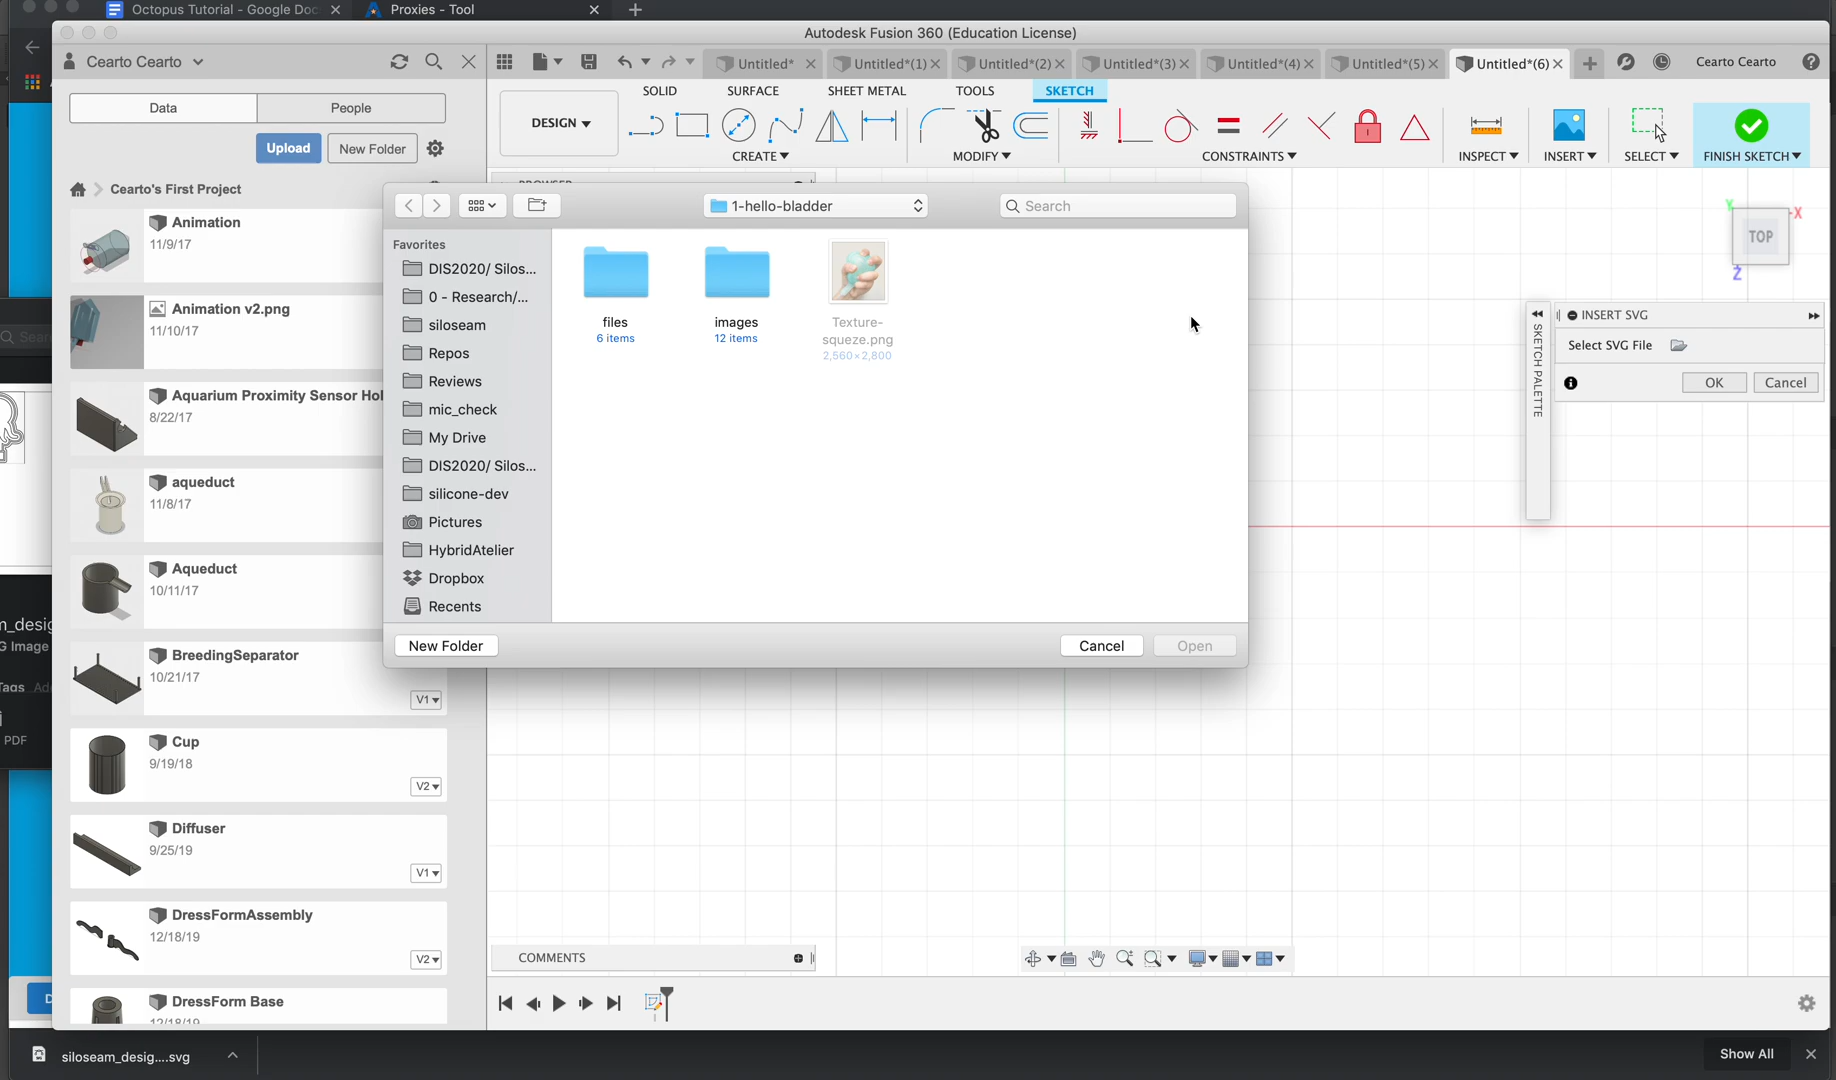 Octopus Tutorial - Google Doc
Proxies - Tool
Autodesk Fusion 360 (Education License)
Cearto Cearto
Untitled*
Untitled*(1)
Untitled*(2)
Untitled*(3)
Untitled*(4)
Untitled*(5)
Untitled*(6)
Cearto Cearto
Data
People
SOLID
SURFACE
SHEET METAL
TOOLS
SKETCH
DESIGN
Upload
New Folder
CREATE
MODIFY
CONSTRAINTS
INSPECT
INSERT
SELECT
FINISH SKETCH
Cearto's First Project
Animation
11/9/17
Animation v2.png
11/10/17
Aquarium Proximity Sensor Hol
8/22/17
aqueduct
11/8/17
Aqueduct
10/11/17
BreedingSeparator
10/21/17
V1
Cup
9/19/18
V2
Diffuser
9/25/19
V1
DressFormAssembly
12/18/19
V2
DressForm Base
12/18/19
1-hello-bladder
Search
Favorites
DIS2020/ Silos...
0 - Research/...
siloseam
Repos
Reviews
mic_check
My Drive
DIS2020/ Silos...
silicone-dev
Pictures
HybridAtelier
Dropbox
Recents
files
6 items
images
12 items
Texture-
squeze.png
2,560×2,800
New Folder
Cancel
Open
Y
X
TOP
Z
SKETCH PALETTE
INSERT SVG
Select SVG File
OK
Cancel
COMMENTS
m_desig
G Image
Tags
PDF
siloseam_desig....svg
Show All